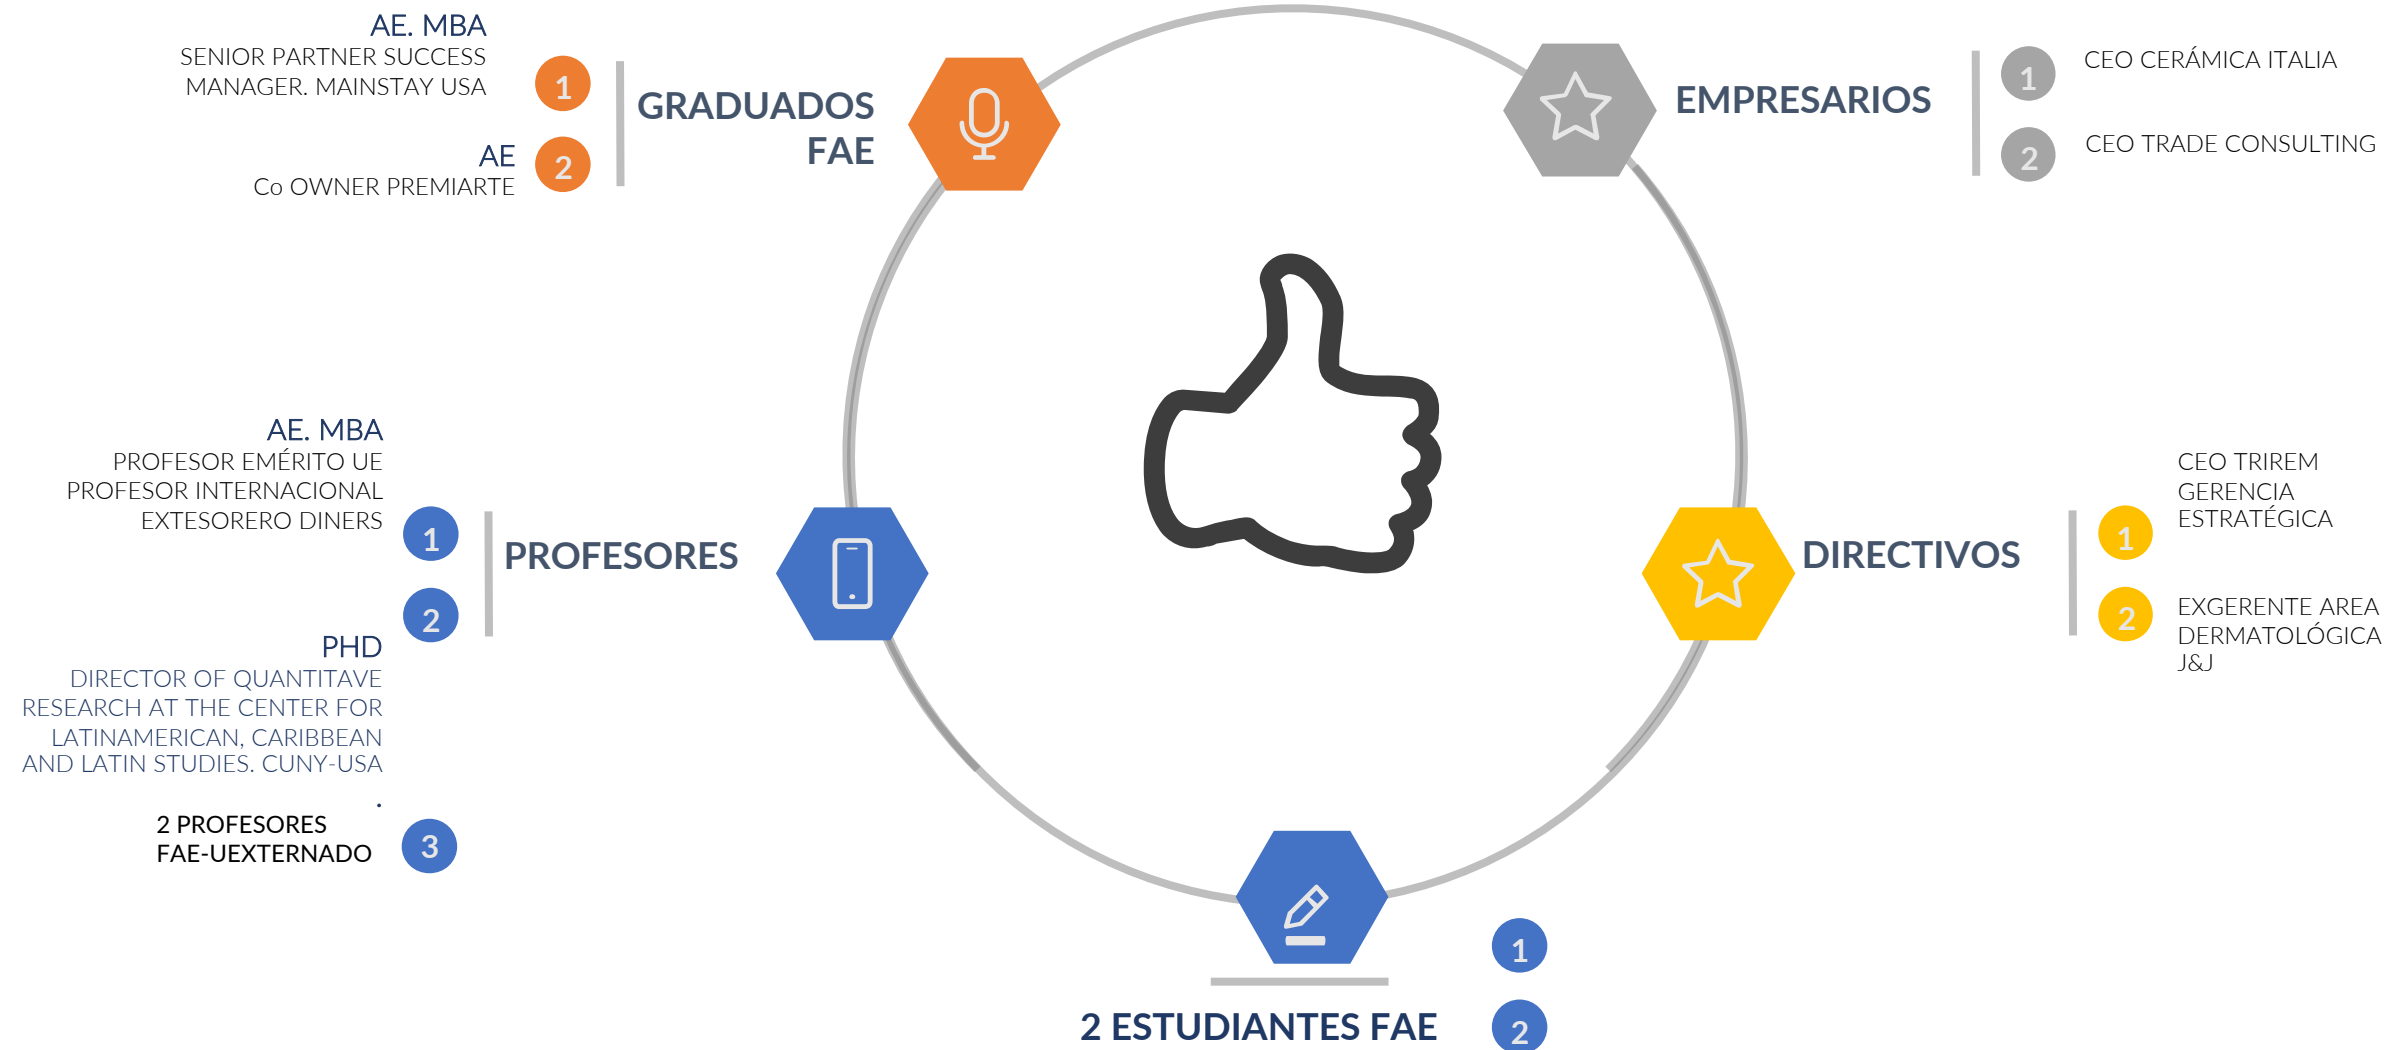 AE. MBA
SENIOR PARTNER SUCCESS
MANAGER. MAINSTAY USA
1
AE
Co OWNER PREMIARTE
2
GRADUADOS
FAE
EMPRESARIOS
1
CEO CERÁMICA ITALIA
2
CEO TRADE CONSULTING
AE. MBA
PROFESOR EMÉRITO UE
PROFESOR INTERNACIONAL
EXTESORERO DINERS
1
2
PROFESORES
PHD
DIRECTOR OF QUANTITAVE
RESEARCH AT THE CENTER FOR
LATINAMERICAN, CARIBBEAN
AND LATIN STUDIES. CUNY-USA
.
2 PROFESORES
FAE-UEXTERNADO
3
DIRECTIVOS
1
CEO TRIREM
GERENCIA
ESTRATÉGICA
2
EXGERENTE AREA
DERMATOLÓGICA
J&J
2 ESTUDIANTES FAE
1
2